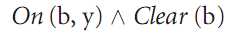 On (b, y) ∧ Clear (b)